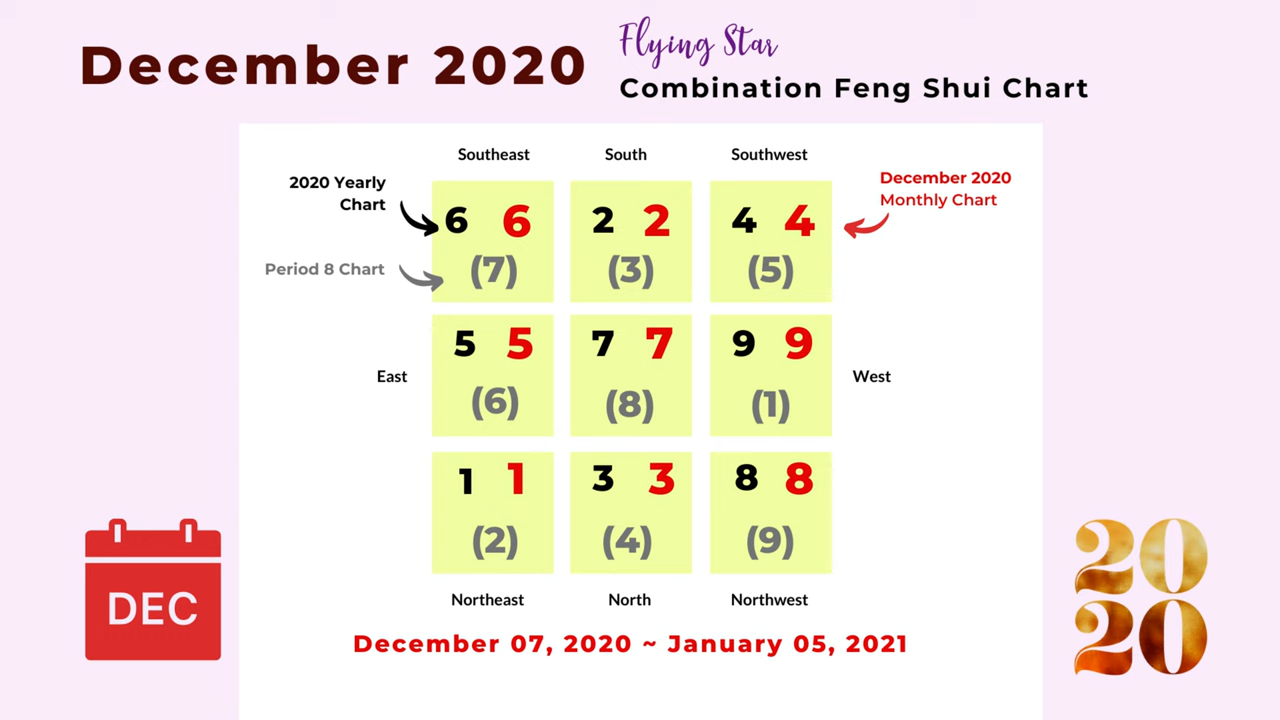 December 2020
Flying Star
Combination Feng Shui Chart
Southeast South Southwest
2020 Yearly
Chart
December 2020
Monthly Chart
6 6 2 2 4 4
Period 8 Chart
(7) (3) (5)
5 5 7 7 9 9
East West
(6) (8) (1)
1 1 3 3 8 8
(2) (4) (9)
Northeast North Northwest
December 07, 2020 ~ January 05, 2021
DEC
20
20